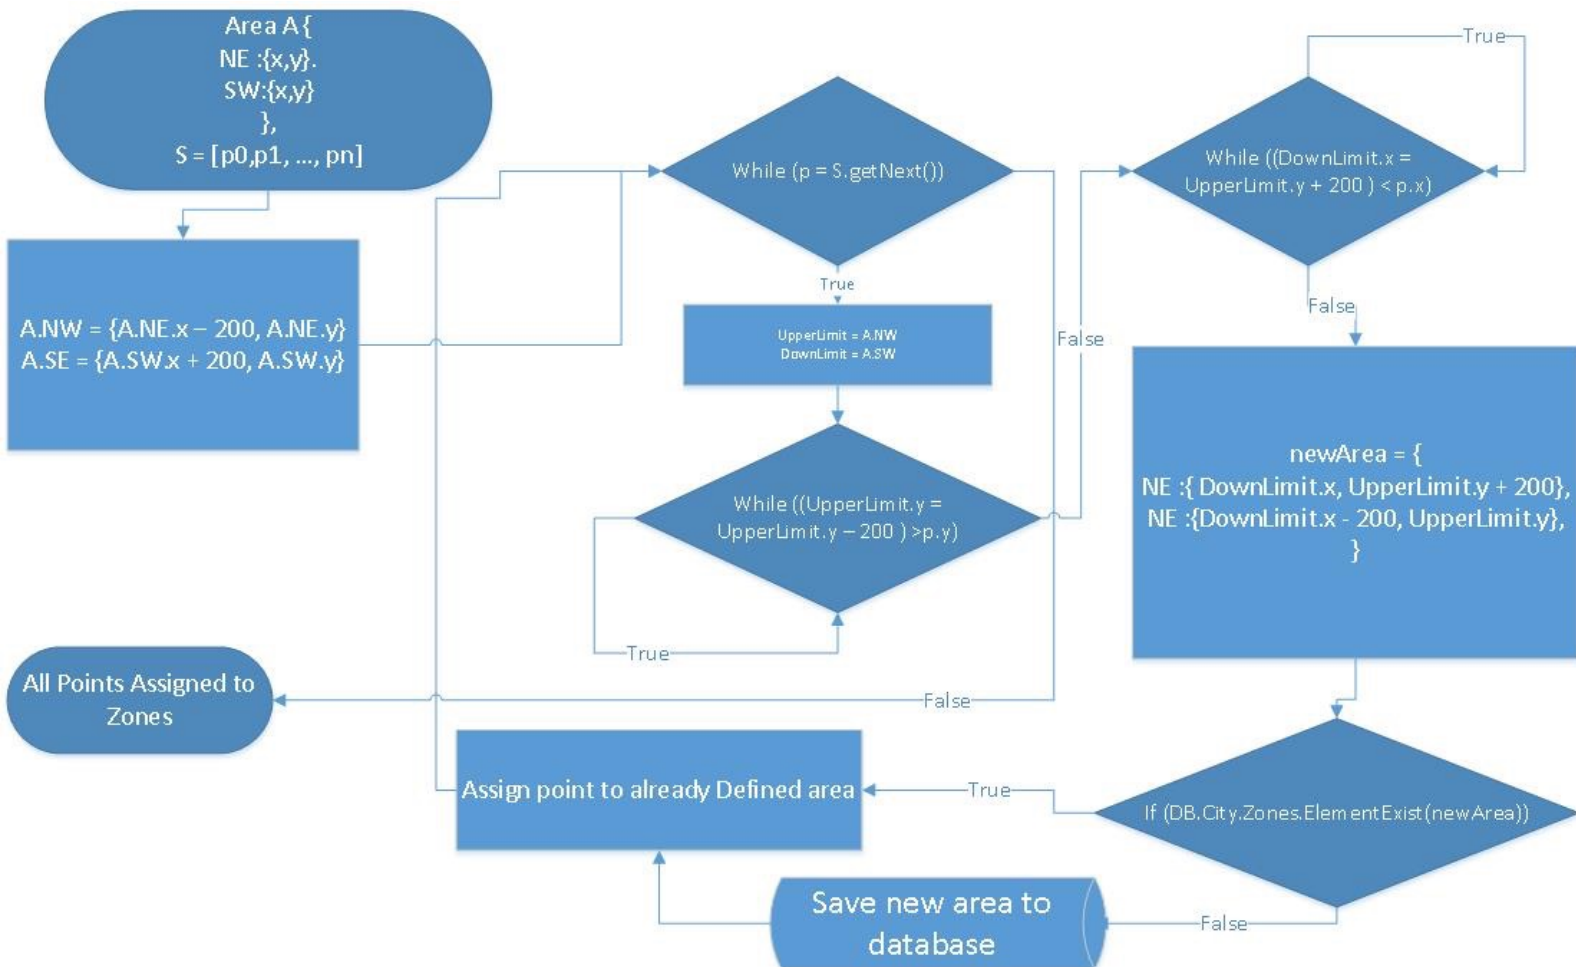 Area A{
NE :{x,y}.
SW:{x,y}
},
S = [p0,p1, ..., pn]
A.NW = {A.NE.x – 200, A.NE.y}
A.SE = {A.SW.x + 200, A.SW.y}
While (p = S.getNext())
True
False
UpperLimit = A.NW
DownLimit = A.SW
While ((UpperLimit.y =
UpperLimit.y – 200 ) >p.y)
True
False
True
While ((DownLimit.x =
UpperLimit.y + 200 ) < p.x)
False
newArea = {
NE :{ DownLimit.x, UpperLimit.y + 200},
NE :{DownLimit.x - 200, UpperLimit.y},
}
If (DB.City.Zones.ElementExist(newArea))
True
False
Assign point to already Defined area
Save new area to
database
All Points Assigned to
Zones